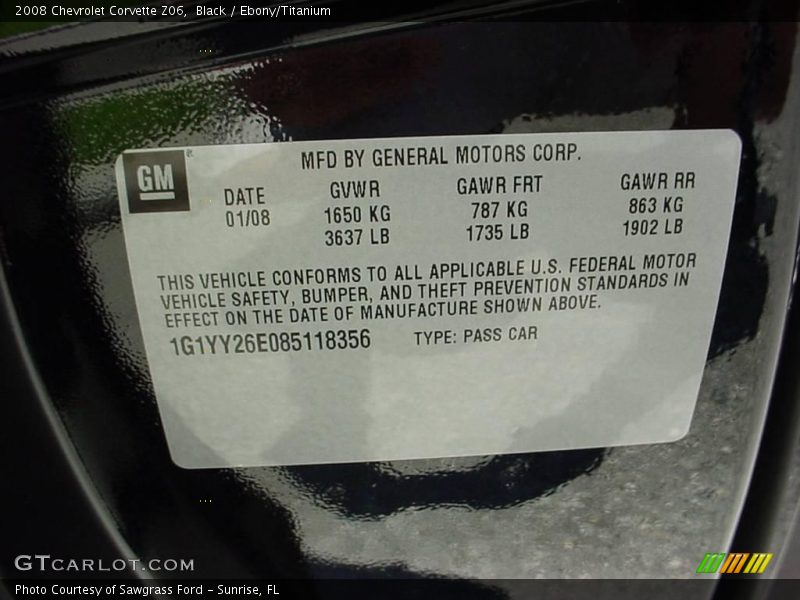 2008 Chevrolet Corvette Z06, Black / Ebony/Titanium
GM
MFD BY GENERAL MOTORS CORP.
DATE GVWR GAWR FRT GAWR RR
01/08 1650 KG 787 KG 863 KG
3637 LB 1735 LB 1902 LB
THIS VEHICLE CONFORMS TO ALL APPLICABLE U.S. FEDERAL MOTOR
VEHICLE SAFETY, BUMPER, AND THEFT PREVENTION STANDARDS IN
EFFECT ON THE DATE OF MANUFACTURE SHOWN ABOVE.
1G1YY26E085118356 TYPE: PASS CAR
GTCARLOT.COM
Photo Courtesy of Sawgrass Ford - Sunrise, FL